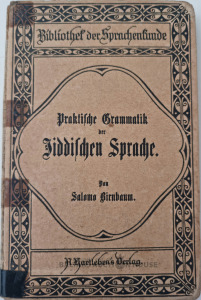 Bibliothek der Sprachenkunde
Praktische Grammatik
der
Jiddischen Sprache.
Von
Salomo Birnbaum.
A. Hartleben's Verlag.